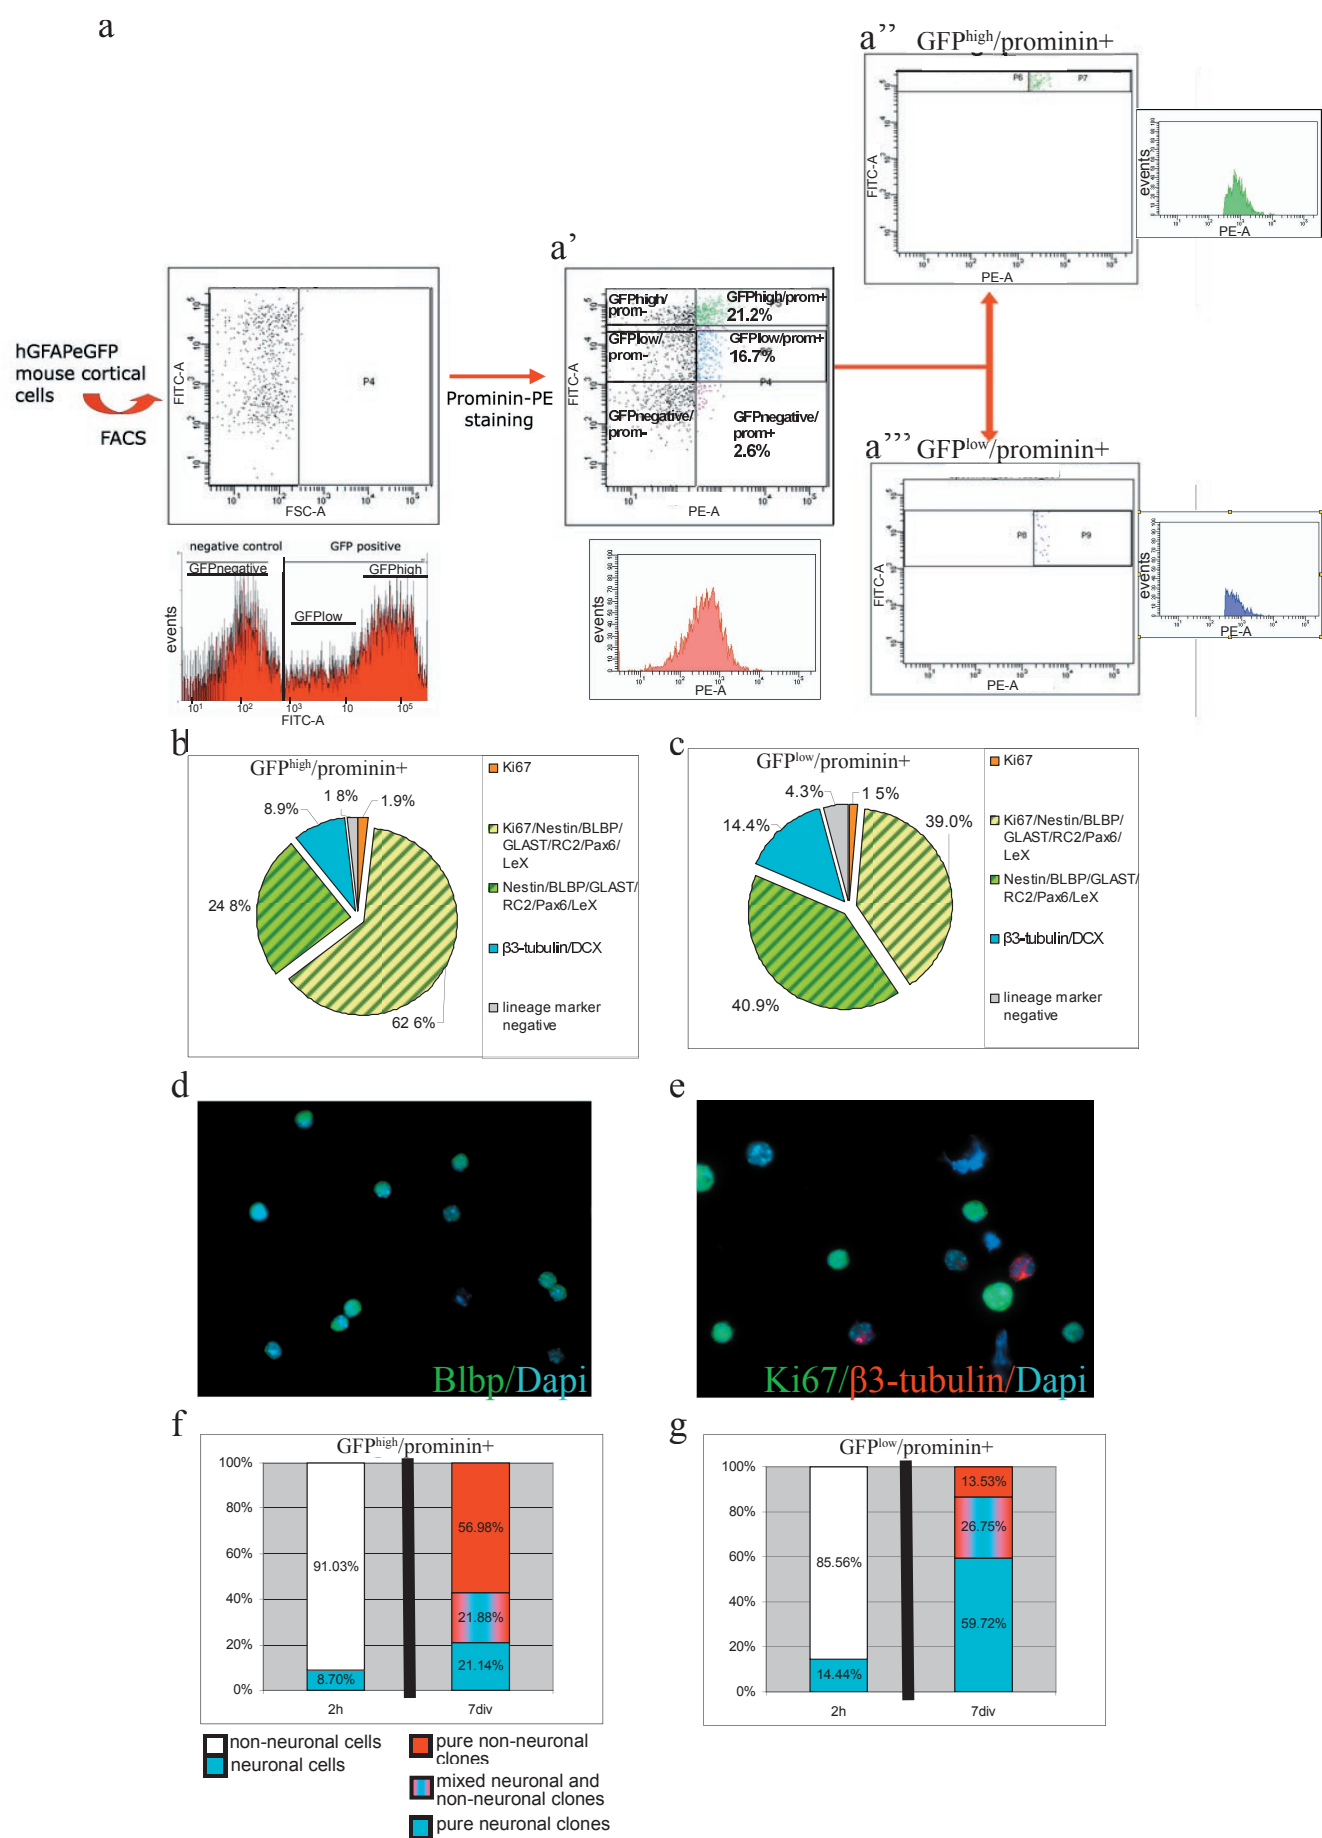 a
hGFAPeGFP
mouse cortical
cells
FACS
FITC-A
P4
FSC-A
negative control
GFP positive
GFPnegative
GFPlow
GFPhigh
events
10¹ 10² 10³ 10 10⁵
FITC-A
Prominin-PE
staining
a’
GFPhigh/
prom-
GFPhigh/prom+
21.2%
GFPlow/
prom-
GFPlow/prom+
16.7%
P4
GFPnegative/
prom-
GFPnegative/
prom+
2.6%
FITC-A
PE-A
events
PE-A
a’’ GFPhigh/prominin+
P6 P7
FITC-A
PE-A
events
PE-A
a’’’ GFPlow/prominin+
P8 P9
FITC-A
PE-A
events
PE-A
b
GFPhigh/prominin+
1 8%
1.9%
8.9%
24 8%
62 6%
Ki67
Ki67/Nestin/BLBP/
GLAST/RC2/Pax6/
LeX
Nestin/BLBP/GLAST/
RC2/Pax6/LeX
β3-tubulin/DCX
lineage marker
negative
c
GFPlow/prominin+
4.3%
1 5%
14.4%
39.0%
40.9%
Ki67
Ki67/Nestin/BLBP/
GLAST/RC2/Pax6/
LeX
Nestin/BLBP/GLAST/
RC2/Pax6/LeX
β3-tubulin/DCX
lineage marker
negative
d
Blbp/Dapi
e
Ki67/β3-tubulin/Dapi
f
GFPhigh/prominin+
100%
80%
60%
40%
20%
0%
91.03%
8.70%
56.98%
21.88%
21.14%
2h 7div
non-neuronal cells
neuronal cells
pure non-neuronal
clones
mixed neuronal and
non-neuronal clones
pure neuronal clones
g
GFPlow/prominin+
100%
80%
60%
40%
20%
0%
85.56%
14.44%
13.53%
26.75%
59.72%
2h 7div